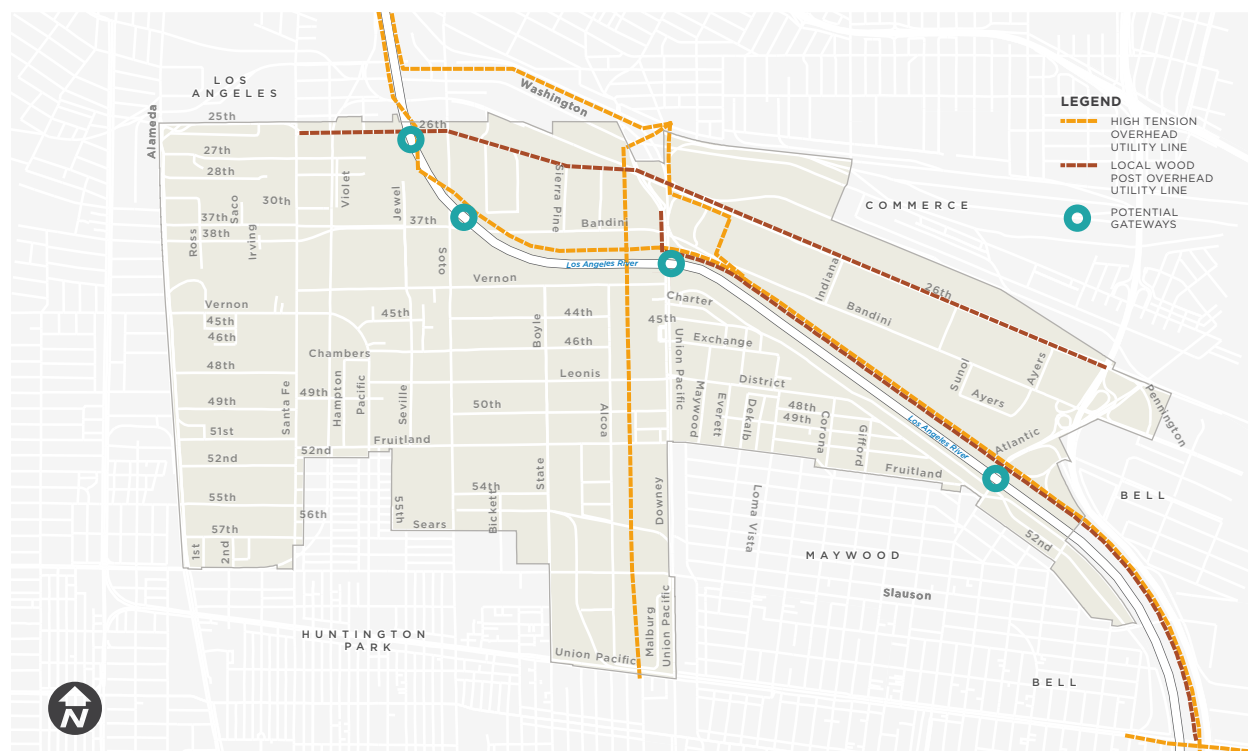 LOS
ANGELES
Washington
LEGEND
HIGH TENSION
OVERHEAD
UTILITY LINE
LOCAL WOOD
POST OVERHEAD
UTILITY LINE
POTENTIAL
GATEWAYS
Alameda
25th
26th
27th
28th
30th
Violet
Jewel
Sierra Pine
Saco
37th
37th
Bandini
COMMERCE
Ross
38th
Irving
Soto
Los Angeles River
Vernon
Indiana
26th
Vernon
Charter
Bandini
45th
45th
44th
45th
46th
Boyle
46th
Exchange
Union Pacific
Chambers
48th
Leonis
District
Sunol
Ayers
Ayers
Pennington
Santa Fe
49th
Hampton
Pacific
Seville
49th
50th
Alcoa
Maywood
Everett
Dekalb
48th
49th
Corona
Gifford
Los Angeles River
Atlantic
51st
Fruitland
52nd
52nd
Fruitland
State
54th
Bickett
55th
55th
56th
Sears
Downey
Loma Vista
BELL
57th
1st
2nd
52nd
MAYWOOD
Slauson
HUNTINGTON
PARK
Malburg
Union Pacific
Union Pacific
BELL
N